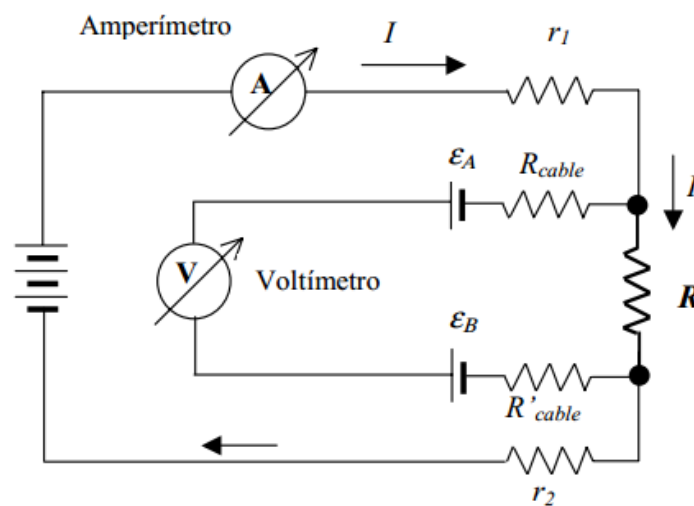 Amperímetro
I
r1
A
εA
Rcable
I
V
Voltímetro
R
εB
R’cable
r2